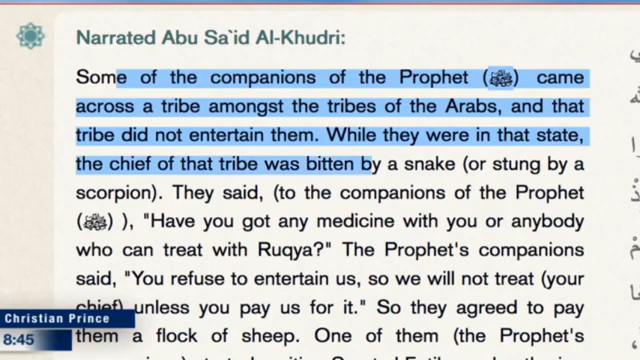 Narrated Abu Sa`id Al-Khudri:
Some of the companions of the Prophet (ﷺ) came
across a tribe amongst the tribes of the Arabs, and that
tribe did not entertain them. While they were in that state,
the chief of that tribe was bitten by a snake (or stung by a
scorpion). They said, (to the companions of the Prophet
(ﷺ) ), "Have you got any medicine with you or anybody
who can treat with Ruqya?" The Prophet's companions
said, "You refuse to entertain us, so we will not treat (your
chief) unless you pay us for it." So they agreed to pay
them a flock of sheep. One of them (the Prophet's
Christian Prince
8:45